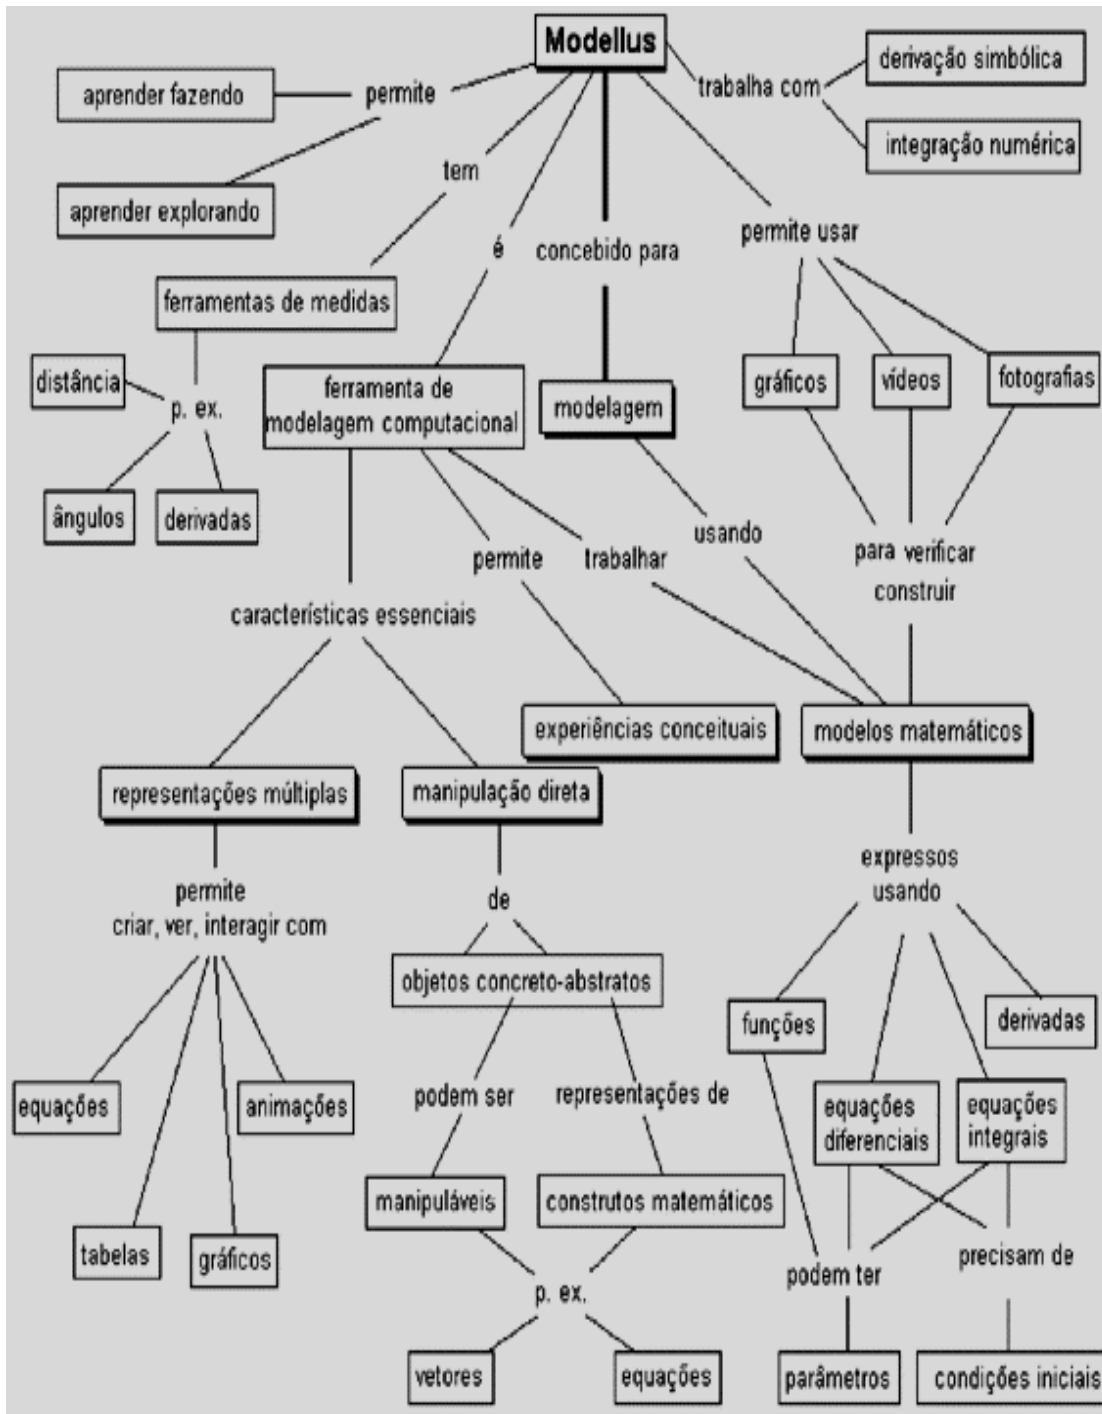 Modellus
derivação simbólica
trabalha com
aprender fazendo
permite
integração numérica
tem
aprender explorando
é
concebido para
permite usar
ferramentas de medidas
distância
p. ex.
ferramenta de
modelagem computacional
modelagem
gráficos
vídeos
fotografias
ângulos
derivadas
permite
trabalhar
usando
para verificar
construir
características essenciais
experiências conceituais
modelos matemáticos
representações múltiplas
manipulação direta
expressos
usando
permite
criar, ver, interagir com
de
objetos concreto-abstratos
funções
derivadas
equações
animações
podem ser
representações de
equações
diferenciais
equações
integrais
manipuláveis
construtos matemáticos
tabelas
gráficos
p. ex.
podem ter
precisam de
vetores
equações
parâmetros
condições iniciais